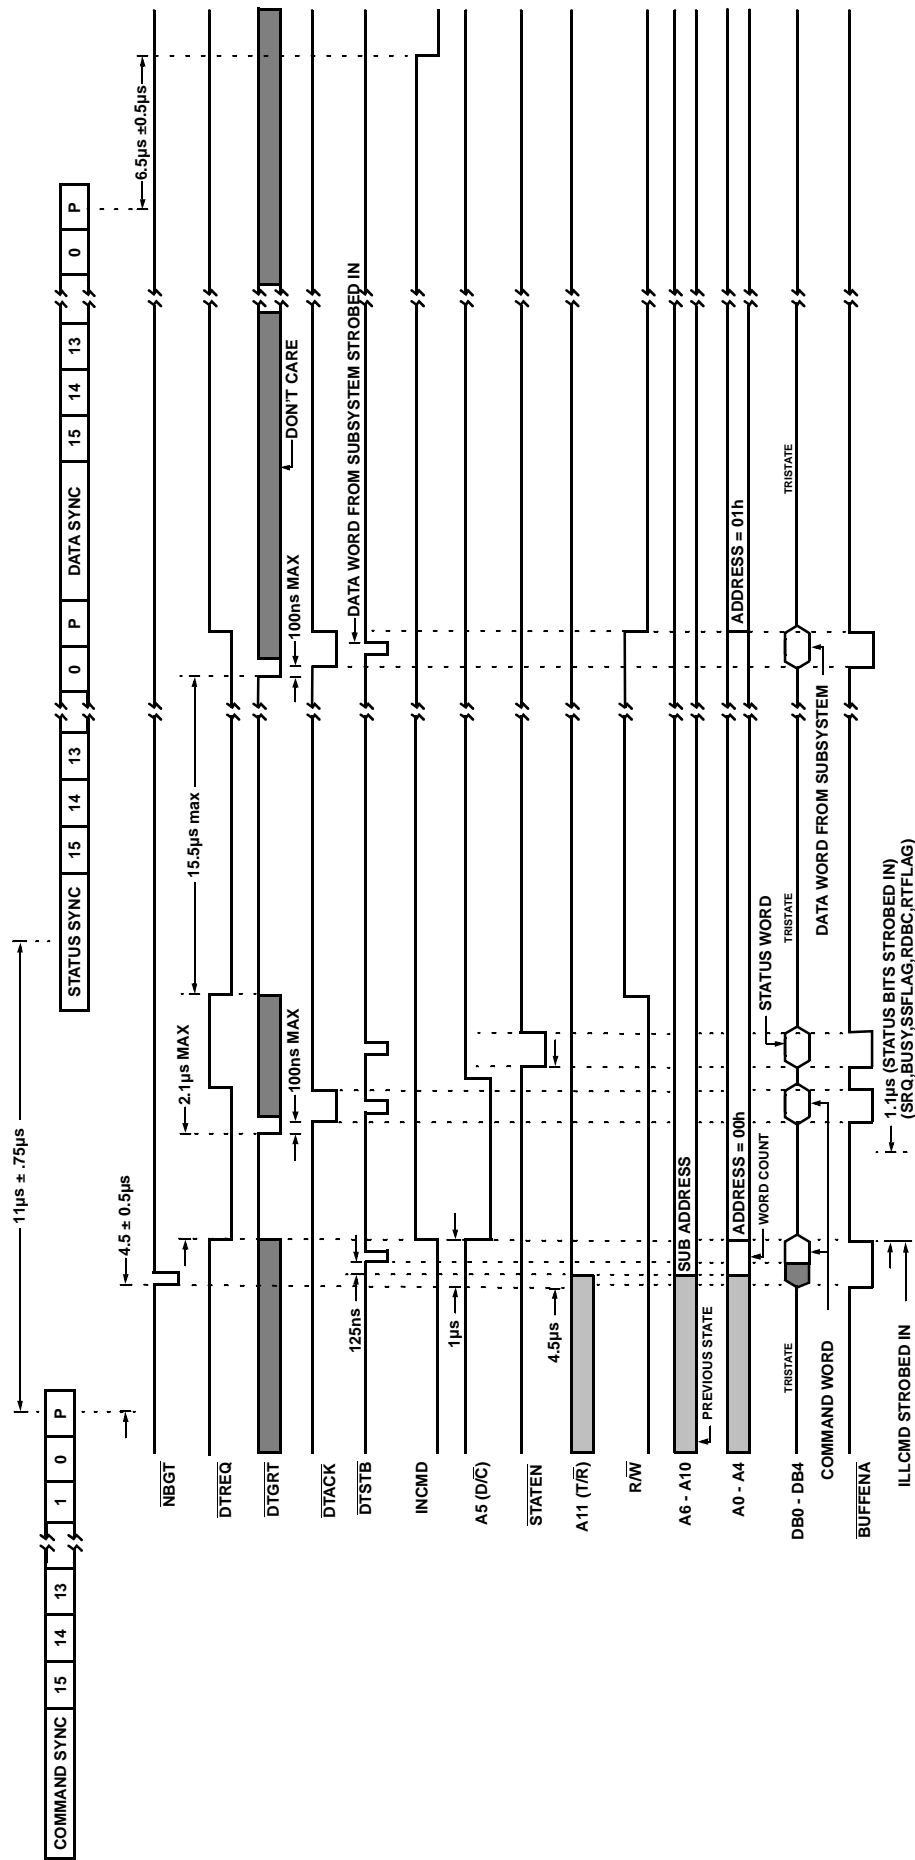 11µs ± .75µs
COMMAND SYNC 15 14 13 1 0 P
STATUS SYNC 15 14 13 0 P DATA SYNC 15 14 13 0 P
4.5 ± 0.5µs
6.5µs ±0.5µs
NBGT
2.1µs MAX
15.5µs max
DTREQ
DTGRT
DON'T CARE
100ns MAX
100ns MAX
DTACK
DATA WORD FROM SUBSYSTEM STROBED IN
125ns
DTSTB
INCMD
1µs
A5 (D/C)
STATEN
4.5µs
A11 (T/R)
R/W
SUB ADDRESS
A6 - A10
PREVIOUS STATE
ADDRESS = 00h
ADDRESS = 01h
A0 - A4
WORD COUNT
STATUS WORD
TRISTATE
TRISTATE
TRISTATE
DB0 - DB4
COMMAND WORD
DATA WORD FROM SUBSYSTEM
BUFFENA
1.1µs (STATUS BITS STROBED IN)
(SRQ,BUSY,SSFLAG,RDBC,RTFLAG)
ILLCMD STROBED IN